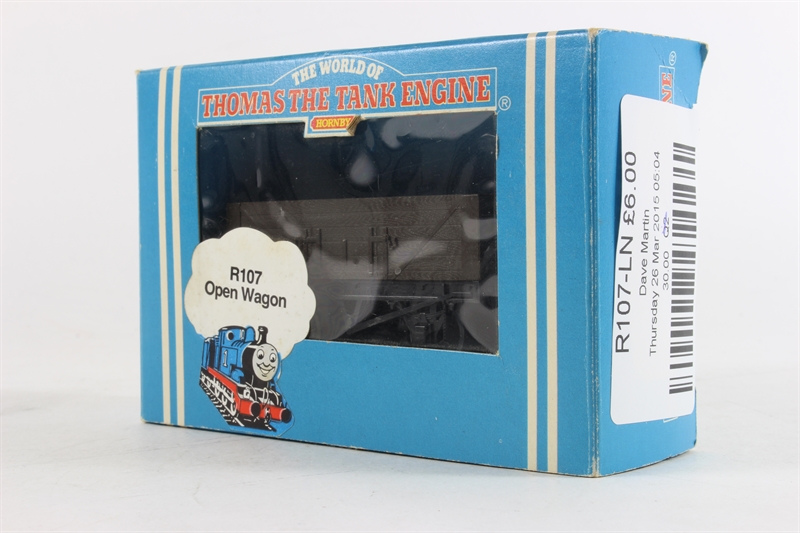 THE WORLD OF
THOMAS THE TANK ENGINE
®
HORNBY
R107
Open Wagon
1
R107-LN £6.00
Dave Martin
Thursday 26 Mar 2015 05.04
30.00